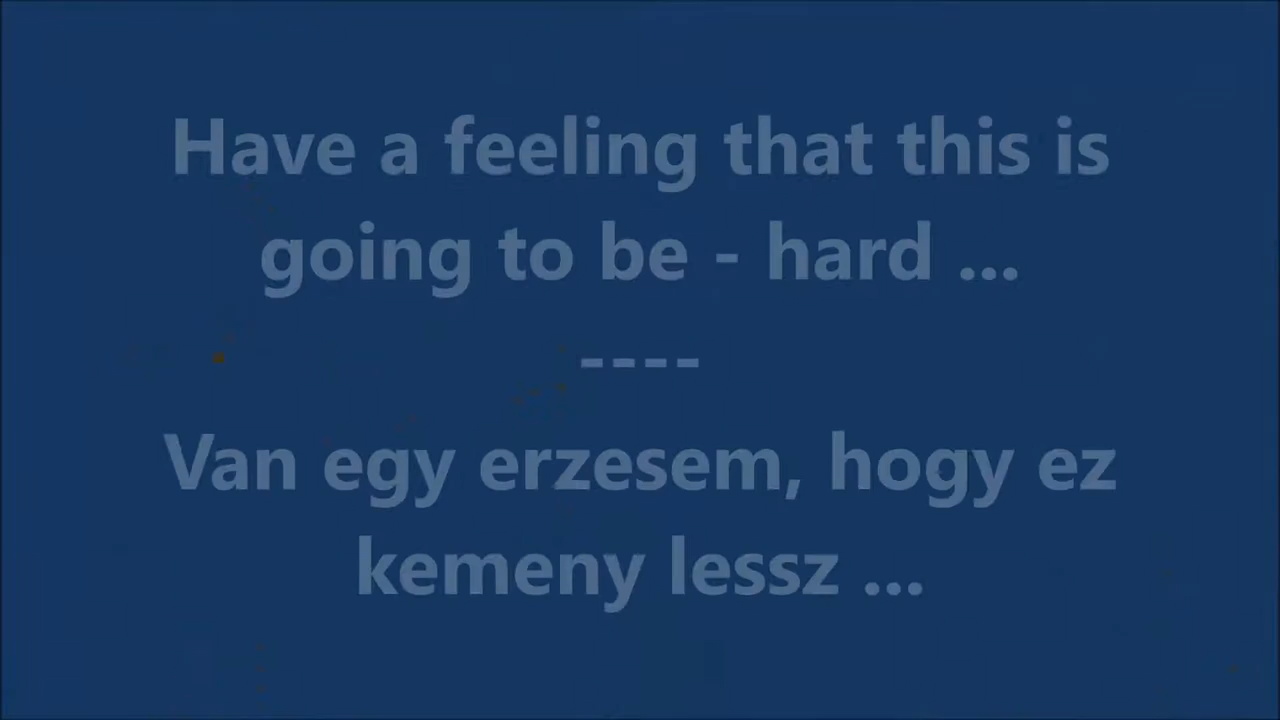 Have a feeling that this is
going to be - hard ...
----
Van egy erzesem, hogy ez
kemeny lessz ...